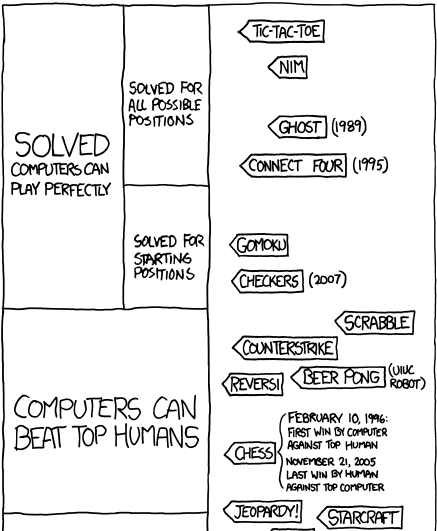 TIC-TAC-TOE
NIM
SOLVED FOR
ALL POSSIBLE
POSITIONS
GHOST (1989)
CONNECT FOUR (1995)
SOLVED
COMPUTERS CAN
PLAY PERFECTLY
SOLVED FOR
STARTING
POSITIONS
GOMOKU
CHECKERS (2007)
SCRABBLE
COUNTERSTRIKE
REVERSI
BEER PONG (UIUC
ROBOT)
COMPUTERS CAN
BEAT TOP HUMANS
CHESS
FEBRUARY 10, 1996:
FIRST WIN BY COMPUTER
AGAINST TOP HUMAN
NOVEMBER 21, 2005
LAST WIN BY HUMAN
AGAINST TOP COMPUTER
JEOPARDY!
STARCRAFT